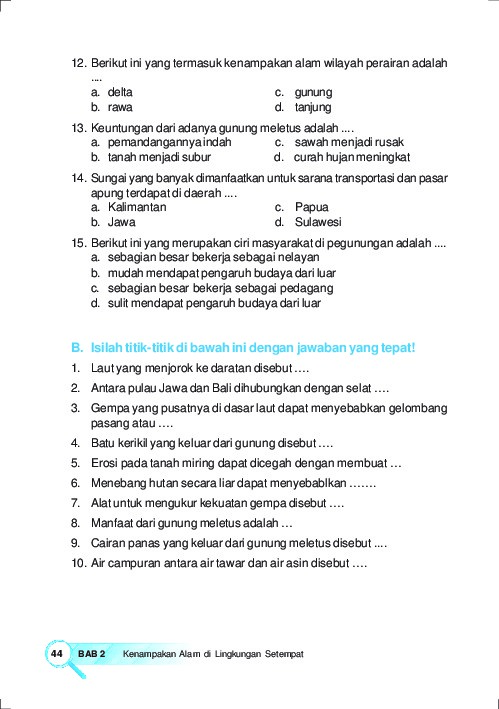 12. Berikut ini yang termasuk kenampakan alam wilayah perairan adalah
....
a. delta c. gunung
b. rawa d. tanjung
13. Keuntungan dari adanya gunung meletus adalah ....
a. pemandangannya indah c. sawah menjadi rusak
b. tanah menjadi subur d. curah hujan meningkat
14. Sungai yang banyak dimanfaatkan untuk sarana transportasi dan pasar
apung terdapat di daerah ....
a. Kalimantan c. Papua
b. Jawa d. Sulawesi
15. Berikut ini yang merupakan ciri masyarakat di pegunungan adalah ....
a. sebagian besar bekerja sebagai nelayan
b. mudah mendapat pengaruh budaya dari luar
c. sebagian besar bekerja sebagai pedagang
d. sulit mendapat pengaruh budaya dari luar
B. Isilah titik-titik di bawah ini dengan jawaban yang tepat!
1. Laut yang menjorok ke daratan disebut ....
2. Antara pulau Jawa dan Bali dihubungkan dengan selat ....
3. Gempa yang pusatnya di dasar laut dapat menyebabkan gelombang
pasang atau ....
4. Batu kerikil yang keluar dari gunung disebut ....
5. Erosi pada tanah miring dapat dicegah dengan membuat ...
6. Menebang hutan secara liar dapat menyebablkan .......
7. Alat untuk mengukur kekuatan gempa disebut ....
8. Manfaat dari gunung meletus adalah ...
9. Cairan panas yang keluar dari gunung meletus disebut ....
10. Air campuran antara air tawar dan air asin disebut ....
44 BAB 2 Kenampakan Alam di Lingkungan Setempat